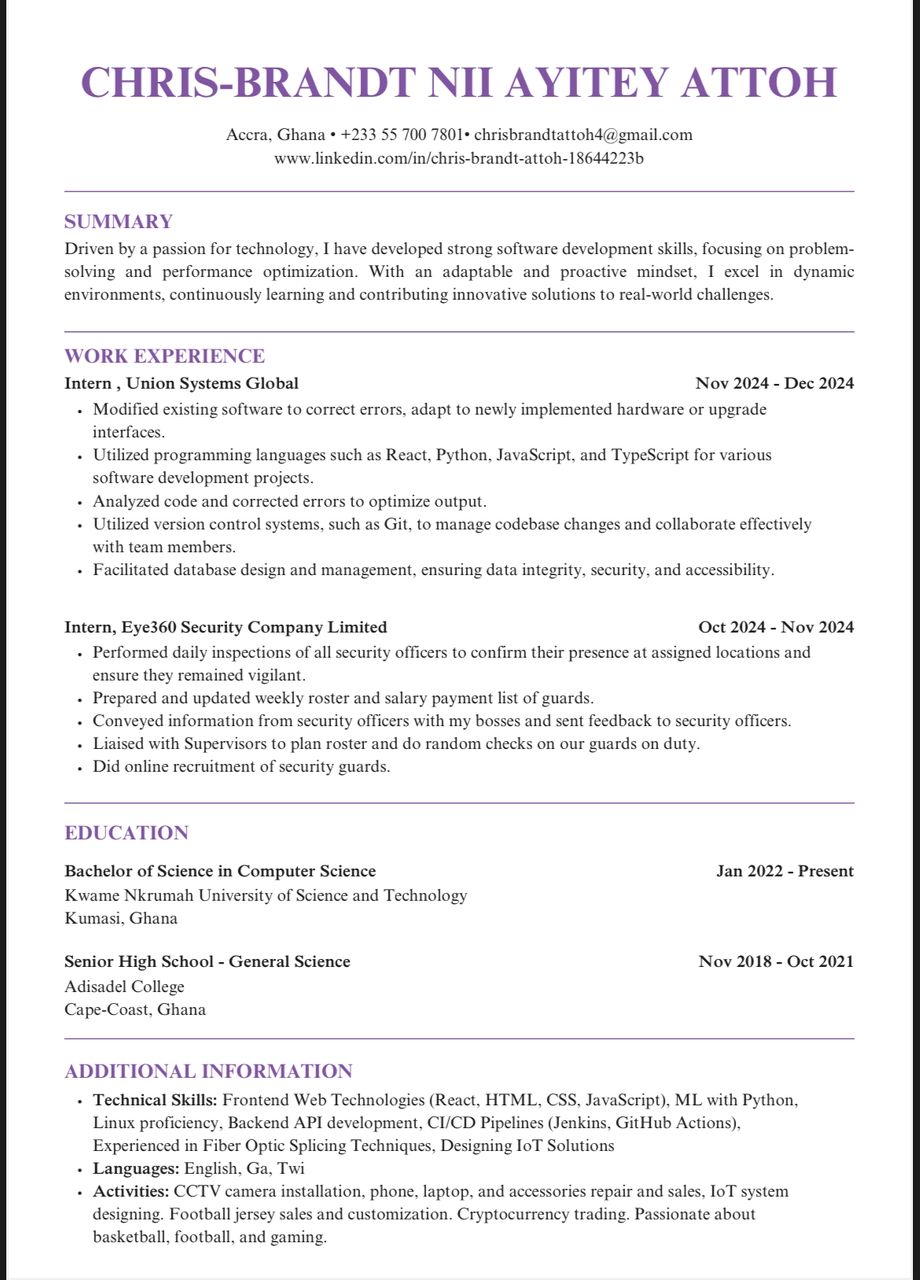 CHRIS-BRANDT NII AYITEY ATTOH
Accra, Ghana • +233 55 700 7801• chrisbrandtattoh4@gmail.com
www.linkedin.com/in/chris-brandt-attoh-18644223b
SUMMARY
Driven by a passion for technology, I have developed strong software development skills, focusing on problem-
solving and performance optimization. With an adaptable and proactive mindset, I excel in dynamic
environments, continuously learning and contributing innovative solutions to real-world challenges.
WORK EXPERIENCE
Intern , Union Systems Global Nov 2024 - Dec 2024
• Modified existing software to correct errors, adapt to newly implemented hardware or upgrade
interfaces.
• Utilized programming languages such as React, Python, JavaScript, and TypeScript for various
software development projects.
• Analyzed code and corrected errors to optimize output.
• Utilized version control systems, such as Git, to manage codebase changes and collaborate effectively
with team members.
• Facilitated database design and management, ensuring data integrity, security, and accessibility.
Intern, Eye360 Security Company Limited Oct 2024 - Nov 2024
• Performed daily inspections of all security officers to confirm their presence at assigned locations and
ensure they remained vigilant.
• Prepared and updated weekly roster and salary payment list of guards.
• Conveyed information from security officers with my bosses and sent feedback to security officers.
• Liaised with Supervisors to plan roster and do random checks on our guards on duty.
• Did online recruitment of security guards.
EDUCATION
Bachelor of Science in Computer Science Jan 2022 - Present
Kwame Nkrumah University of Science and Technology
Kumasi, Ghana
Senior High School - General Science Nov 2018 - Oct 2021
Adisadel College
Cape-Coast, Ghana
ADDITIONAL INFORMATION
• Technical Skills: Frontend Web Technologies (React, HTML, CSS, JavaScript), ML with Python,
Linux proficiency, Backend API development, CI/CD Pipelines (Jenkins, GitHub Actions),
Experienced in Fiber Optic Splicing Techniques, Designing IoT Solutions
• Languages: English, Ga, Twi
• Activities: CCTV camera installation, phone, laptop, and accessories repair and sales, IoT system
designing. Football jersey sales and customization. Cryptocurrency trading. Passionate about
basketball, football, and gaming.